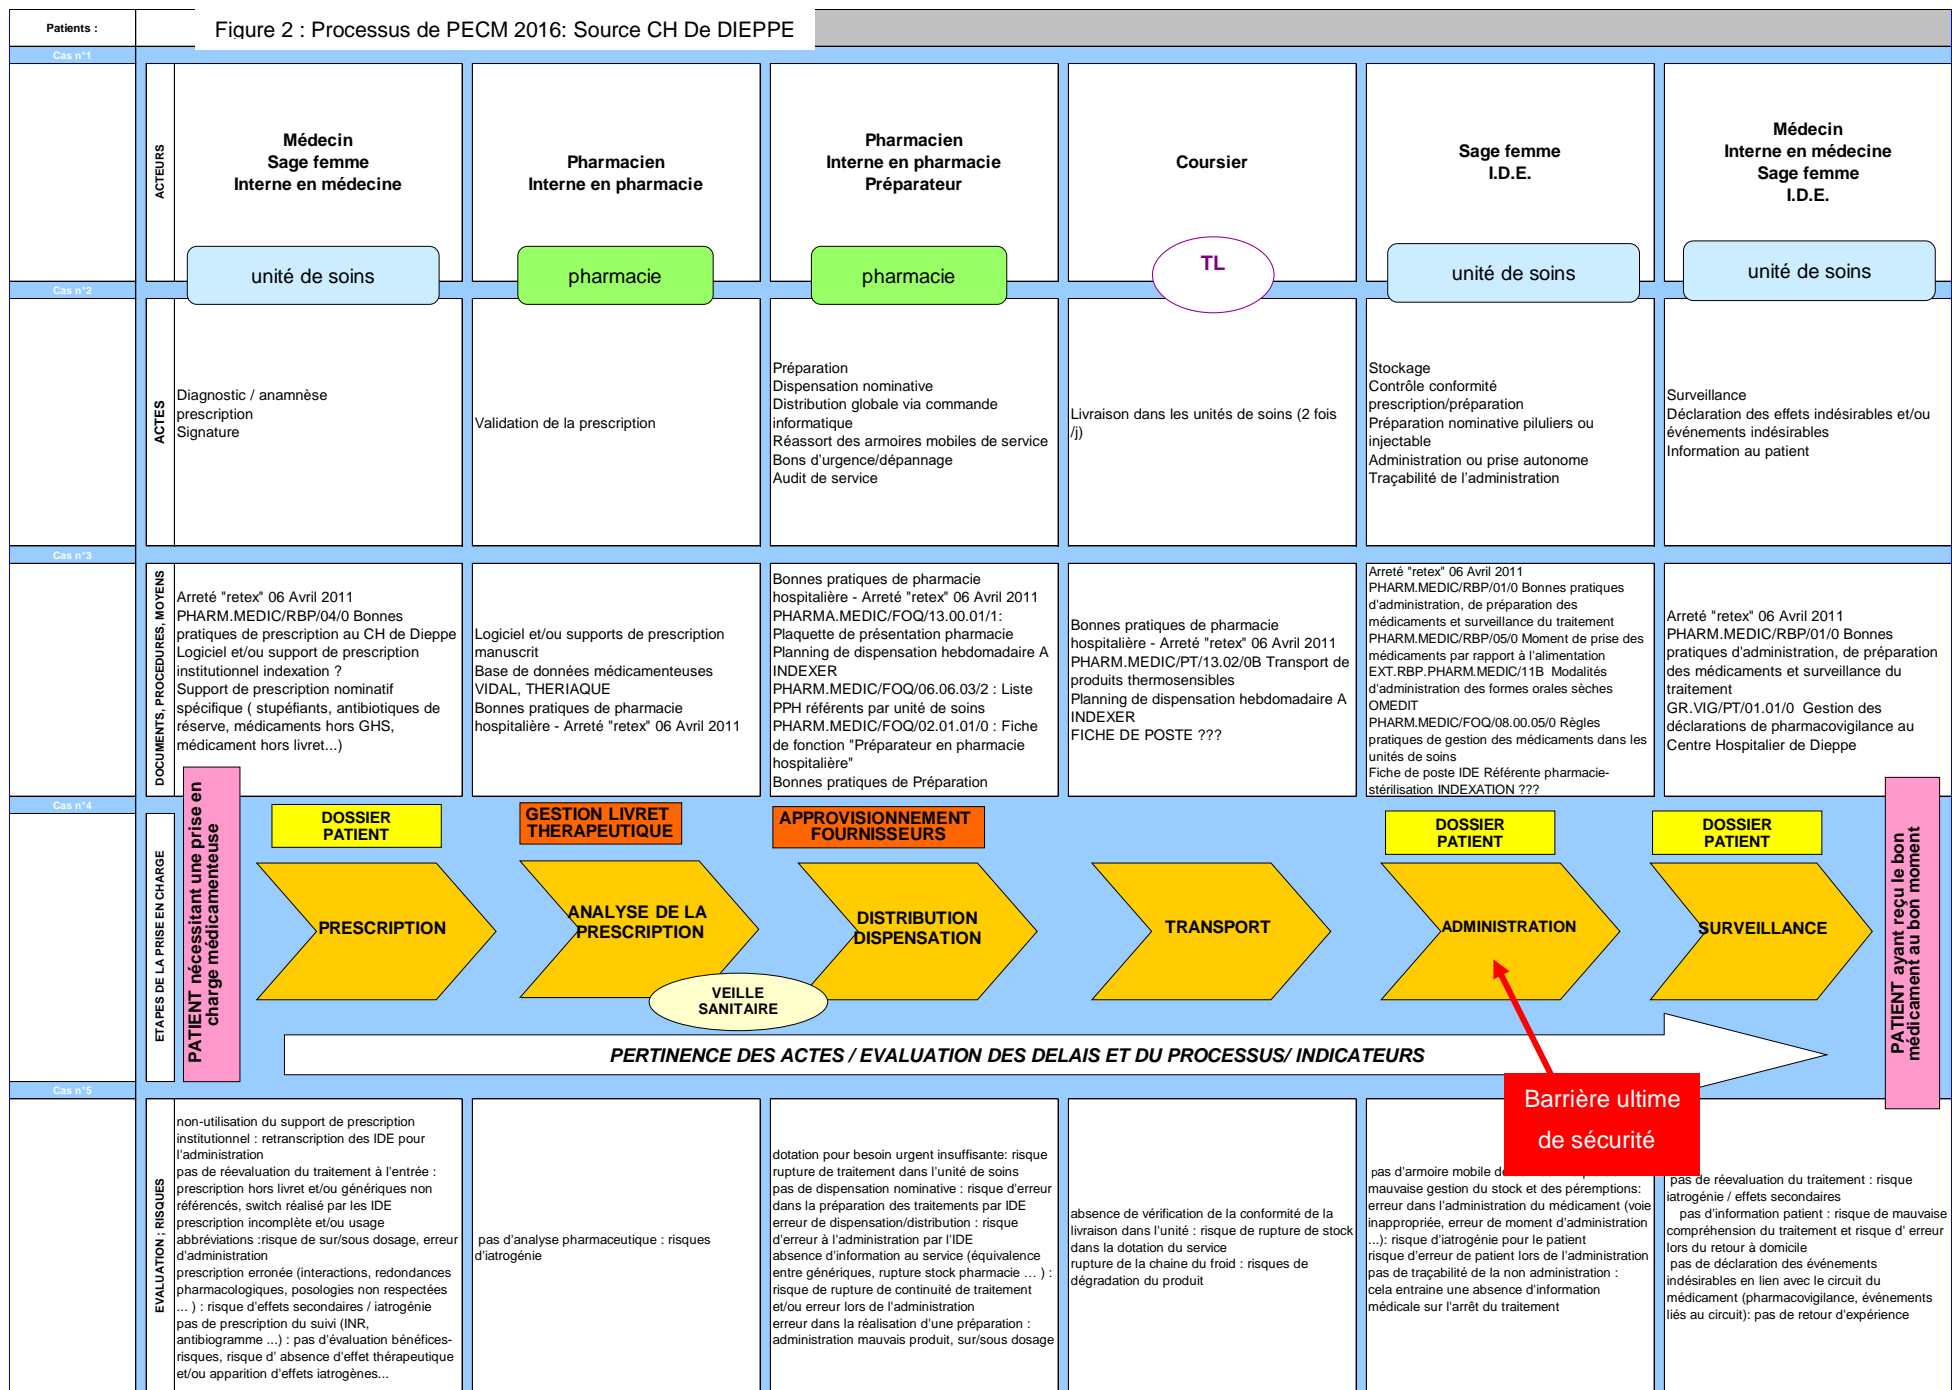 Patients :
Figure 2 : Processus de PECM 2016: Source CH De DIEPPE
Cas n°1
ACTEURS
Médecin
Sage femme
Interne en médecine
unité de soins
Pharmacien
Interne en pharmacie
pharmacie
Pharmacien
Interne en pharmacie
Préparateur
pharmacie
Coursier
TL
Sage femme
I.D.E.
unité de soins
Médecin
Interne en médecine
Sage femme
I.D.E.
unité de soins
Cas n°2
ACTES
Diagnostic / anamnèse
prescription
Signature
Validation de la prescription
Préparation
Dispensation nominative
Distribution globale via commande
informatique
Réassort des armoires mobiles de service
Bons d'urgence/dépannage
Audit de service
Livraison dans les unités de soins (2 fois
/j)
Stockage
Contrôle conformité
prescription/préparation
Préparation nominative piluliers ou
injectable
Administration ou prise autonome
Traçabilité de l'administration
Surveillance
Déclaration des effets indésirables et/ou
événements indésirables
Information au patient
Cas n°3
DOCUMENTS, PROCEDURES, MOYENS
Arreté "retex" 06 Avril 2011
PHARM.MEDIC/RBP/04/0 Bonnes
pratiques de prescription au CH de Dieppe
Logiciel et/ou support de prescription
institutionnel indexation ?
Support de prescription nominatif
spécifique ( stupéfiants, antibiotiques de
réserve, médicaments hors GHS,
médicament hors livret...)
Logiciel et/ou supports de prescription
manuscrit
Base de données médicamenteuses
VIDAL, THERIAQUE
Bonnes pratiques de pharmacie
hospitalière - Arreté "retex" 06 Avril 2011
Bonnes pratiques de pharmacie
hospitalière - Arreté "retex" 06 Avril 2011
PHARMA.MEDIC/FOQ/13.00.01/1:
Plaquette de présentation pharmacie
Planning de dispensation hebdomadaire A
INDEXER
PHARM.MEDIC/FOQ/06.06.03/2 : Liste
PPH référents par unité de soins
PHARM.MEDIC/FOQ/02.01.01/0 : Fiche
de fonction "Préparateur en pharmacie
hospitalière"
Bonnes pratiques de Préparation
Bonnes pratiques de pharmacie
hospitalière - Arreté "retex" 06 Avril 2011
PHARM.MEDIC/PT/13.02/0B Transport de
produits thermosensibles
Planning de dispensation hebdomadaire A
INDEXER
FICHE DE POSTE ???
Arreté "retex" 06 Avril 2011
PHARM.MEDIC/RBP/01/0 Bonnes pratiques
d'administration, de préparation des
médicaments et surveillance du traitement
PHARM.MEDIC/RBP/05/0 Moment de prise des
médicaments par rapport à l'alimentation
EXT.RBP.PHARM.MEDIC/11B Modalités
d'administration des formes orales sèches
OMEDIT
PHARM.MEDIC/FOQ/08.00.05/0 Règles
pratiques de gestion des médicaments dans les
unités de soins
Fiche de poste IDE Référente pharmacie-
stérilisation INDEXATION ???
Arreté "retex" 06 Avril 2011
PHARM.MEDIC/RBP/01/0 Bonnes
pratiques d'administration, de préparation
des médicaments et surveillance du
traitement
GR.VIG/PT/01.01/0 Gestion des
déclarations de pharmacovigilance au
Centre Hospitalier de Dieppe
Cas n°4
ETAPES DE LA PRISE EN CHARGE
PATIENT nécessitant une prise en
charge médicamenteuse
DOSSIER
PATIENT
GESTION LIVRET
THERAPEUTIQUE
APPROVISIONNEMENT
FOURNISSEURS
DOSSIER
PATIENT
DOSSIER
PATIENT
PRESCRIPTION
ANALYSE DE LA
PRESCRIPTION
DISTRIBUTION
DISPENSATION
TRANSPORT
ADMINISTRATION
SURVEILLANCE
VEILLE
SANITAIRE
PERTINENCE DES ACTES / EVALUATION DES DELAIS ET DU PROCESSUS/ INDICATEURS
PATIENT ayant reçu le bon
médicament au bon moment
Barrière ultime
de sécurité
Cas n°5
EVALUATION ; RISQUES
non-utilisation du support de prescription
institutionnel : retranscription des IDE pour
l'administration
pas de réevaluation du traitement à l'entrée :
prescription hors livret et/ou génériques non
référencés, switch réalisé par les IDE
prescription incomplète et/ou usage
abbréviations :risque de sur/sous dosage, erreur
d'administration
prescription erronée (interactions, redondances
pharmacologiques, posologies non respectées
... ) : risque d'effets secondaires / iatrogénie
pas de prescription du suivi (INR,
antibiogramme ...) : pas d'évaluation bénéfices-
risques, risque d' absence d'effet thérapeutique
et/ou apparition d'effets iatrogènes...
pas d'analyse pharmaceutique : risques
d'iatrogénie
dotation pour besoin urgent insuffisante: risque
rupture de traitement dans l'unité de soins
pas de dispensation nominative : risque d'erreur
dans la préparation des traitements par IDE
erreur de dispensation/distribution : risque
d'erreur à l'administration par l'IDE
absence d'information au service (équivalence
entre génériques, rupture stock pharmacie ... ) :
risque de rupture de continuité de traitement
et/ou erreur lors de l'administration
erreur dans la réalisation d'une préparation :
administration mauvais produit, sur/sous dosage
absence de vérification de la conformité de la
livraison dans l'unité : risque de rupture de stock
dans la dotation du service
rupture de la chaine du froid : risques de
dégradation du produit
pas d'armoire mobile
mauvaise gestion du stock et des péremptions:
erreur dans l'administration du médicament (voie
inappropriée, erreur de moment d'administration
...): risque d'iatrogénie pour le patient
risque d'erreur de patient lors de l'administration
pas de traçabilité de la non administration :
cela entraine une absence d'information
médicale sur l'arrêt du traitement
pas de réevaluation du traitement : risque
iatrogénie / effets secondaires
pas d'information patient : risque de mauvaise
compréhension du traitement et risque d' erreur
lors du retour à domicile
pas de déclaration des événements
indésirables en lien avec le circuit du
médicament (pharmacovigilance, événements
liés au circuit): pas de retour d'expérience